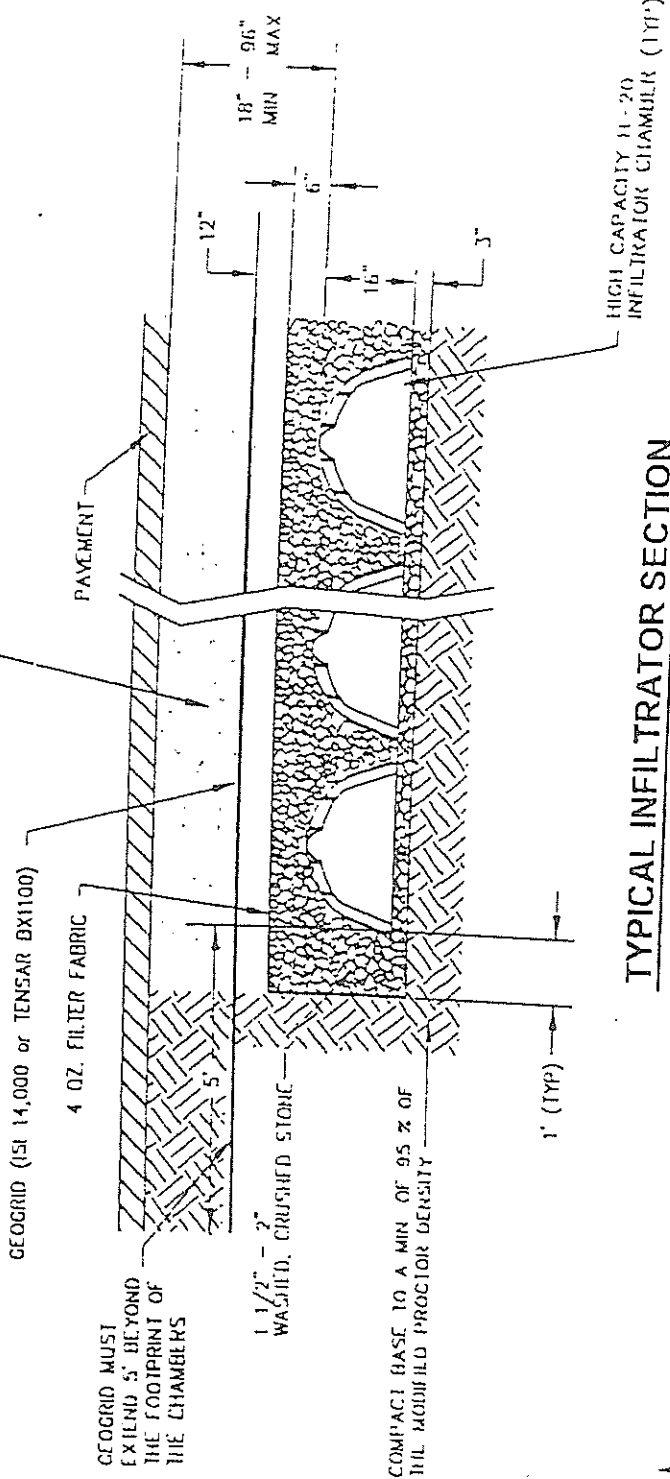 GEOGRID (ISI 14,000 or TENSAR BX1100)
4 OZ. FILTER FABRIC
PAVEMENT
GEOGRID MUST
EXTEND 5' BEYOND
THE FOOTPRINT OF
THE CHAMBERS
5'
12"
6"
18" - 96"
MIN MAX
1 1/2" - 2"
WASHED, CRUSHED STONE
16"
3"
COMPACT BASE TO A MIN OF 95 % OF
THE MODIFIED PROCTOR DENSITY
1' (TYP)
HIGH CAPACITY H-20
INFILTRATOR CHAMBER (TYP)
TYPICAL INFILTRATOR SECTION